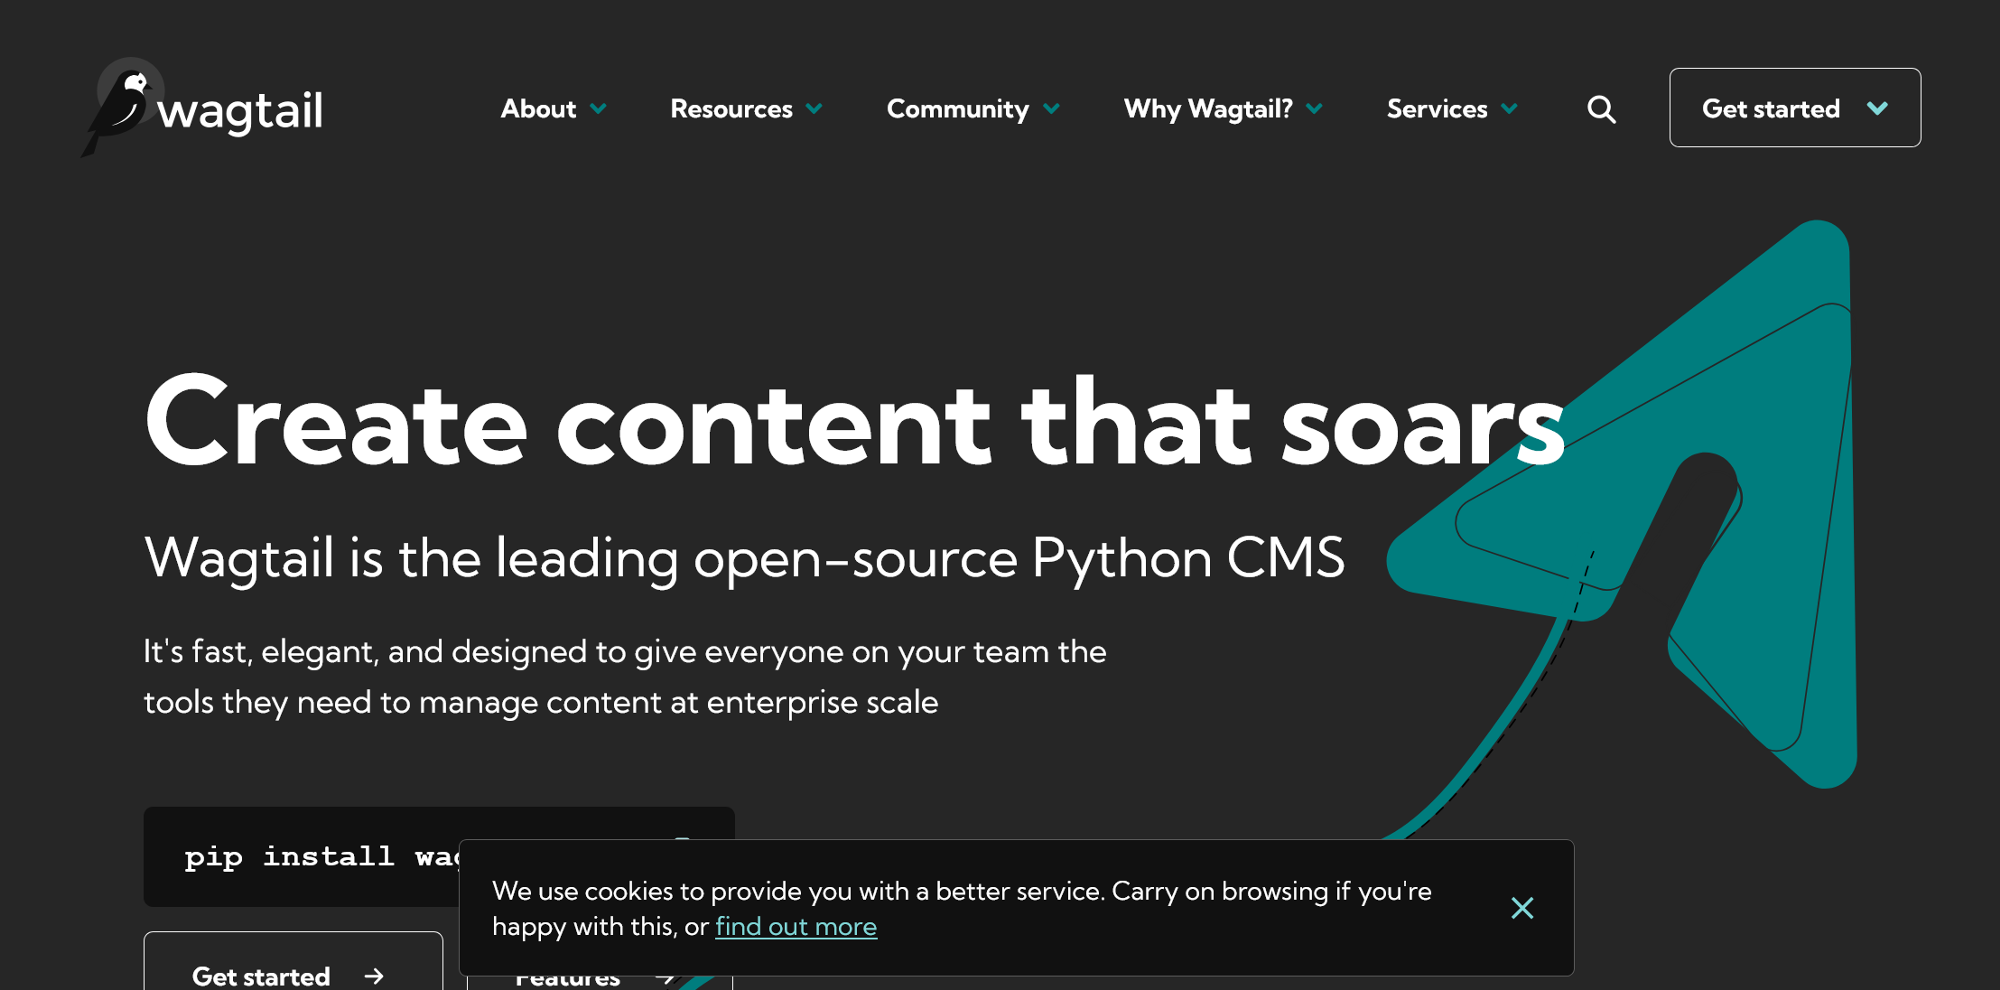 wagtail
About
Resources
Community
Why Wagtail?
Services
Get started
Create content that soars
Wagtail is the leading open-source Python CMS
It's fast, elegant, and designed to give everyone on your team the
tools they need to manage content at enterprise scale
pip install
We use cookies to provide you with a better service. Carry on browsing if you're
happy with this, or find out more
Get started
Features